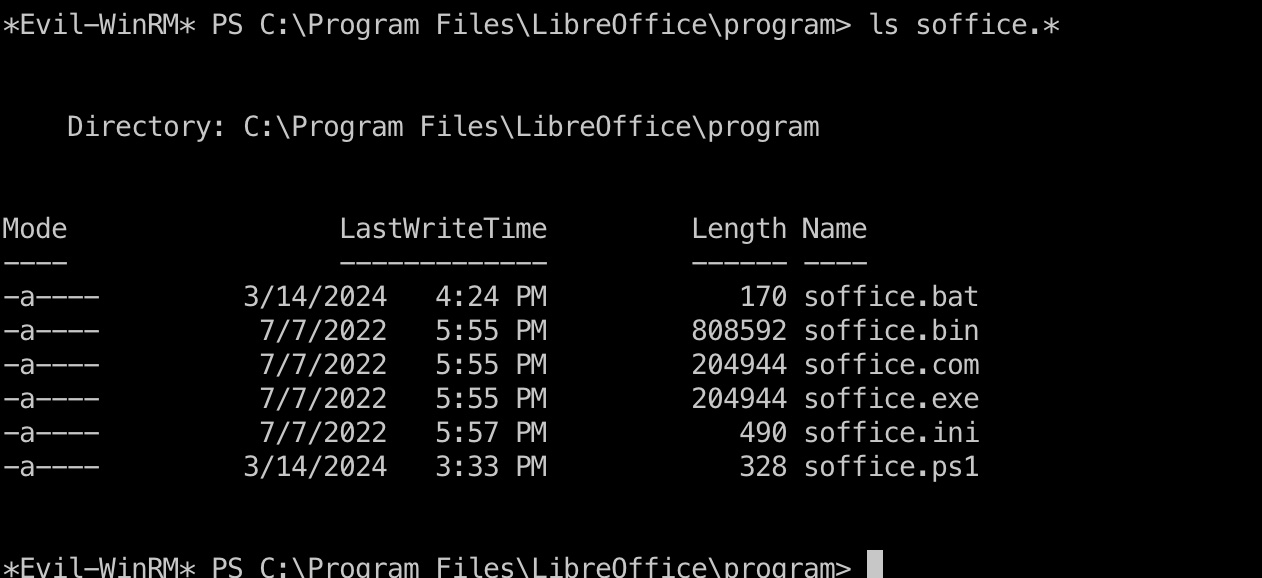 *Evil-WinRM* PS C:\Program Files\LibreOffice\program> ls soffice.*
Directory: C:\Program Files\LibreOffice\program
Mode                 LastWriteTime         Length Name
----                 -------------         ------ ----
-a----         3/14/2024   4:24 PM            170 soffice.bat
-a----          7/7/2022   5:55 PM         808592 soffice.bin
-a----          7/7/2022   5:55 PM         204944 soffice.com
-a----          7/7/2022   5:55 PM         204944 soffice.exe
-a----          7/7/2022   5:57 PM            490 soffice.ini
-a----         3/14/2024   3:33 PM            328 soffice.ps1
*Evil-WinRM* PS C:\Program Files\LibreOffice\program>